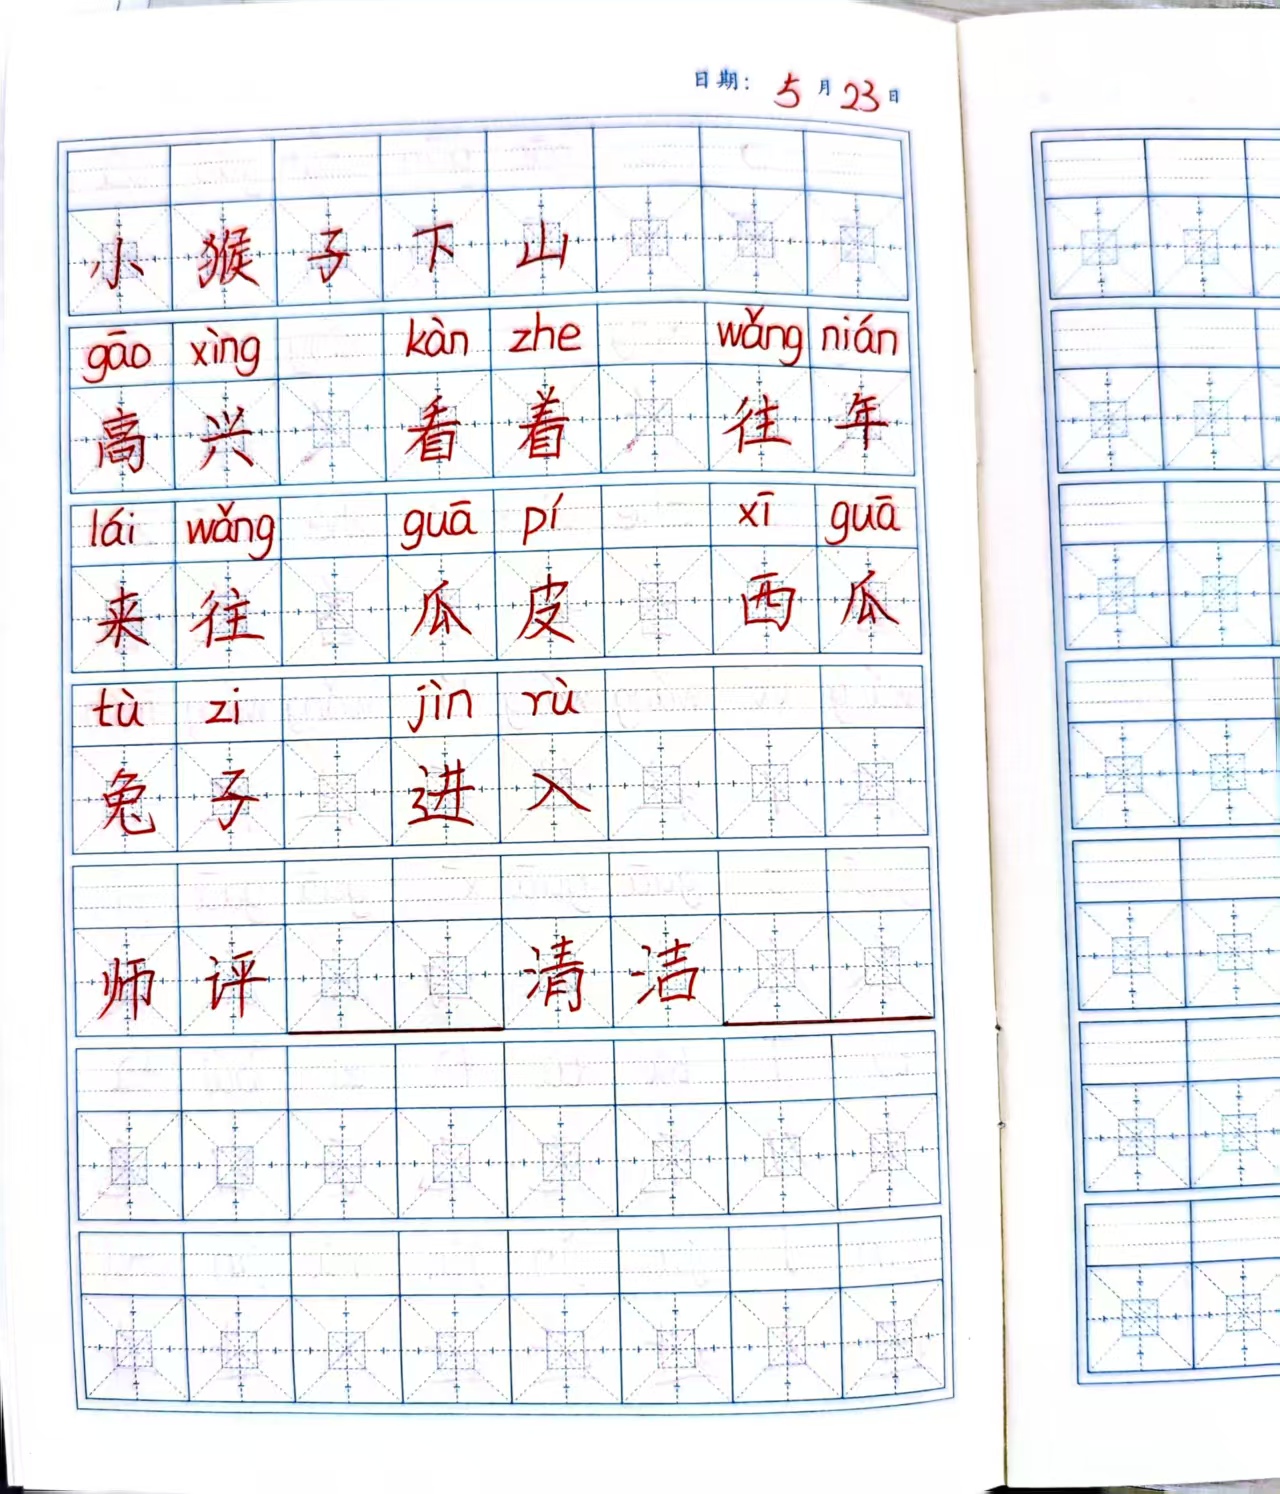 日期: 5月23日
小猴子下山
gāo xìng kàn zhe wǎng nián
高兴 看着 往年
lái wǎng guā pí xī guā
来往 瓜皮 西瓜
tù zi jìn rù
兔子 进入
师评 清洁